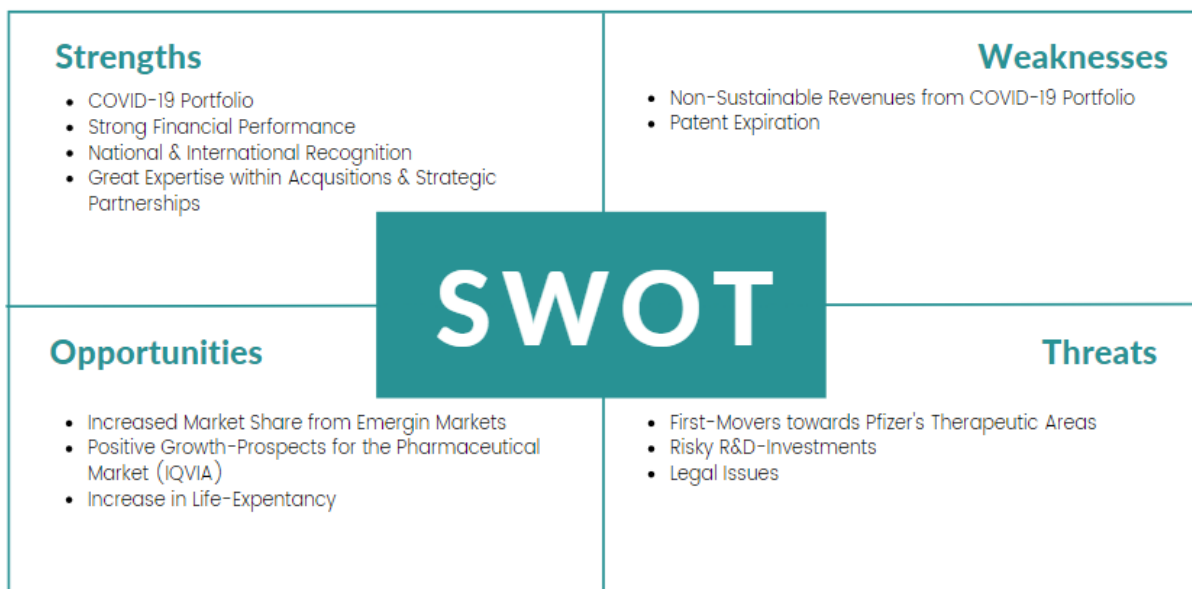 Strengths
• COVID-19 Portfolio
• Strong Financial Performance
• National & International Recognition
• Great Expertise within Acqusitions & Strategic
Partnerships
Weaknesses
• Non-Sustainable Revenues from COVID-19 Portfolio
• Patent Expiration
SWOT
Opportunities
• Increased Market Share from Emergin Markets
• Positive Growth-Prospects for the Pharmaceutical
Market (IQVIA)
• Increase in Life-Expentancy
Threats
• First-Movers towards Pfizer's Therapeutic Areas
• Risky R&D-Investments
• Legal Issues